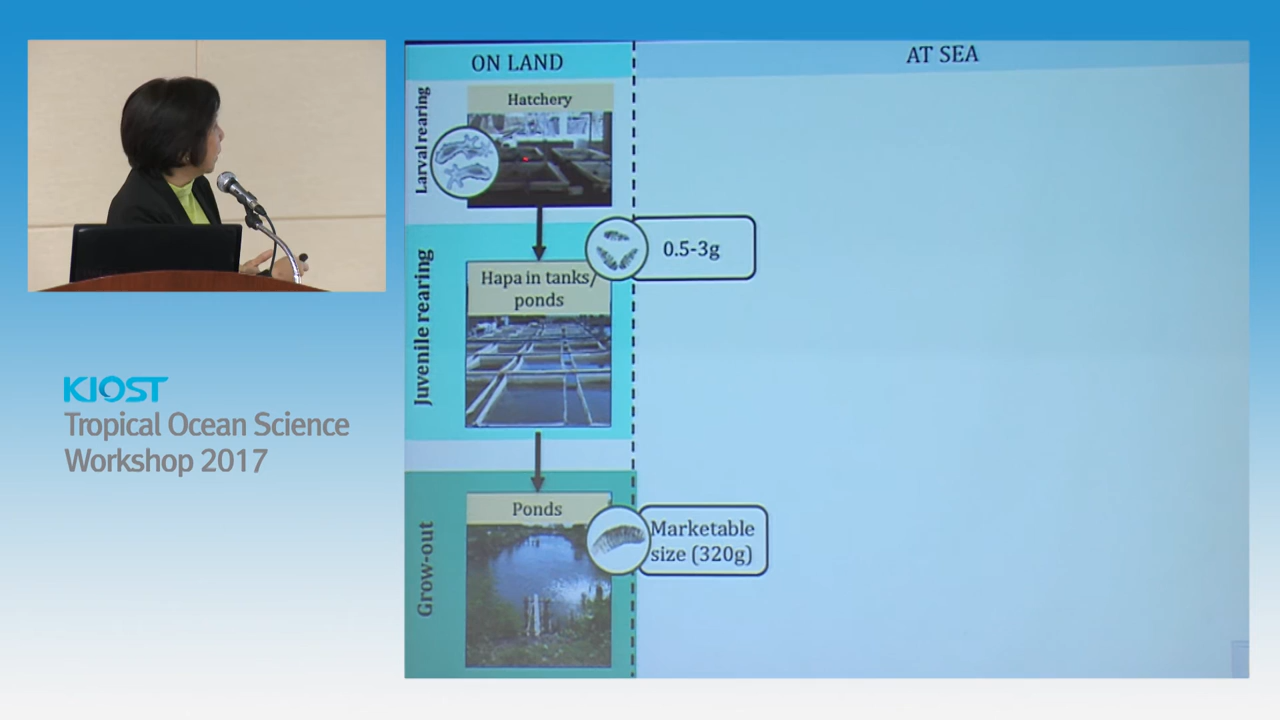 KIOST
Tropical Ocean Science
Workshop 2017
ON LAND
AT SEA
Larval rearing
Hatchery
0.5-3g
Juvenile rearing
Hapa in tanks/
ponds
Grow-out
Ponds
Marketable
size (320g)